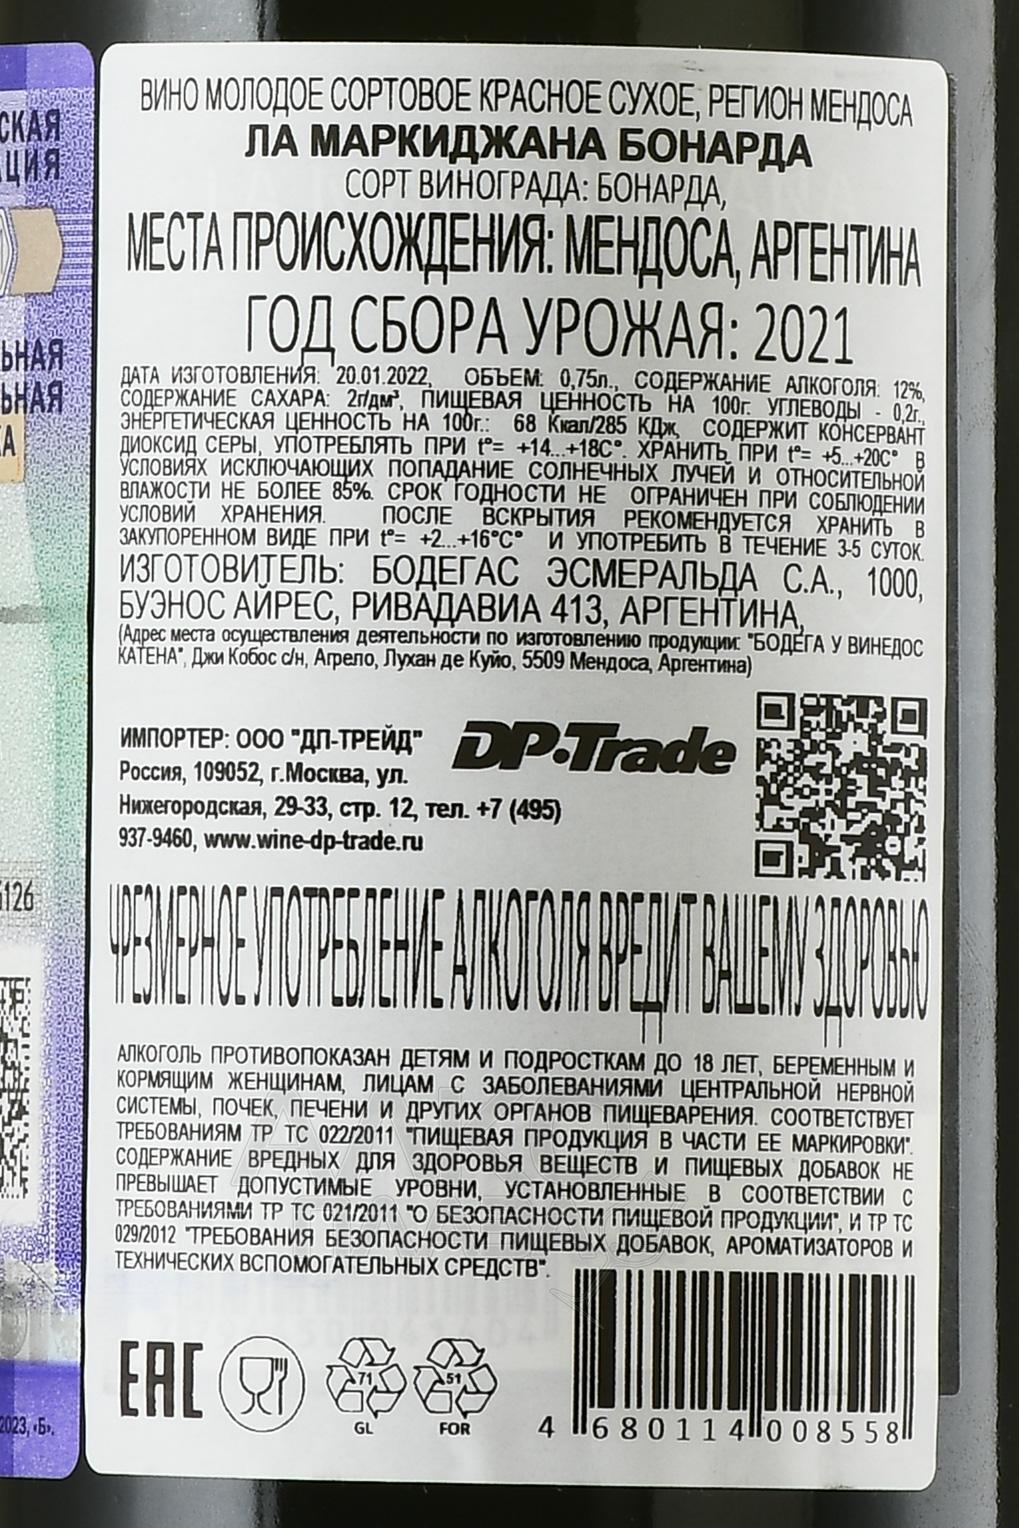 СКАЯ
ЦИЯ
ЬНАЯ
ЬНАЯ
КА
6126
2023, «Б».
ВИНО МОЛОДОЕ СОРТОВОЕ КРАСНОЕ СУХОЕ, РЕГИОН МЕНДОСА
ЛА МАРКИДЖАНА БОНАРДА
СОРТ ВИНОГРАДА: БОНАРДА,
МЕСТА ПРОИСХОЖДЕНИЯ: МЕНДОСА, АРГЕНТИНА
ГОД СБОРА УРОЖАЯ: 2021
ДАТА ИЗГОТОВЛЕНИЯ: 20.01.2022, ОБЪЕМ: 0,75л., СОДЕРЖАНИЕ АЛКОГОЛЯ: 12%,
СОДЕРЖАНИЕ САХАРА: 2г/дм³, ПИЩЕВАЯ ЦЕННОСТЬ НА 100г: УГЛЕВОДЫ - 0,2г,
ЭНЕРГЕТИЧЕСКАЯ ЦЕННОСТЬ НА 100г.: 68 Ккал/285 КДж, СОДЕРЖИТ КОНСЕРВАНТ
ДИОКСИД СЕРЫ, УПОТРЕБЛЯТЬ ПРИ t°= +14...+18C°. ХРАНИТЬ ПРИ t°= +5...+20C° В
УСЛОВИЯХ ИСКЛЮЧАЮЩИХ ПОПАДАНИЕ СОЛНЕЧНЫХ ЛУЧЕЙ И ОТНОСИТЕЛЬНОЙ
ВЛАЖОСТИ НЕ БОЛЕЕ 85%. СРОК ГОДНОСТИ НЕ ОГРАНИЧЕН ПРИ СОБЛЮДЕНИИ
УСЛОВИЙ ХРАНЕНИЯ. ПОСЛЕ ВСКРЫТИЯ РЕКОМЕНДУЕТСЯ ХРАНИТЬ В
ЗАКУПОРЕННОМ ВИДЕ ПРИ t°= +2...+16°C° И УПОТРЕБИТЬ В ТЕЧЕНИЕ 3-5 СУТОК.
ИЗГОТОВИТЕЛЬ: БОДЕГАС ЭСМЕРАЛЬДА С.А., 1000,
БУЭНОС АЙРЕС, РИВАДАВИА 413, АРГЕНТИНА,
(Адрес места осуществления деятельности по изготовлению продукции: "БОДЕГА У ВИНЕДОС
КАТЕНА", Джи Кобос с/н, Агрело, Лухан де Куйо, 5509 Мендоса, Аргентина)
ИМПОРТЕР: ООО "ДП-ТРЕЙД"
DP•Trade
Россия, 109052, г.Москва, ул.
Нижегородская, 29-33, стр. 12, тел. +7 (495)
937-9460, www.wine-dp-trade.ru
ЧРЕЗМЕРНОЕ УПОТРЕБЛЕНИЕ АЛКОГОЛЯ ВРЕДИТ ВАШЕМУ ЗДОРОВЬЮ
АЛКОГОЛЬ ПРОТИВОПОКАЗАН ДЕТЯМ И ПОДРОСТКАМ ДО 18 ЛЕТ, БЕРЕМЕННЫМ И
КОРМЯЩИМ ЖЕНЩИНАМ, ЛИЦАМ С ЗАБОЛЕВАНИЯМИ ЦЕНТРАЛЬНОЙ НЕРВНОЙ
СИСТЕМЫ, ПОЧЕК, ПЕЧЕНИ И ДРУГИХ ОРГАНОВ ПИЩЕВАРЕНИЯ. СООТВЕТСТВУЕТ
ТРЕБОВАНИЯМ ТР ТС 022/2011 "ПИЩЕВАЯ ПРОДУКЦИЯ В ЧАСТИ ЕЕ МАРКИРОВКИ".
СОДЕРЖАНИЕ ВРЕДНЫХ ДЛЯ ЗДОРОВЬЯ ВЕЩЕСТВ И ПИЩЕВЫХ ДОБАВОК НЕ
ПРЕВЫШАЕТ ДОПУСТИМЫЕ УРОВНИ, УСТАНОВЛЕННЫЕ В СООТВЕТСТВИИ С
ТРЕБОВАНИЯМИ ТР ТС 021/2011 "О БЕЗОПАСНОСТИ ПИЩЕВОЙ ПРОДУКЦИИ", И ТР ТС
029/2012 "ТРЕБОВАНИЯ БЕЗОПАСНОСТИ ПИЩЕВЫХ ДОБАВОК, АРОМАТИЗАТОРОВ И
ТЕХНИЧЕСКИХ ВСПОМОГАТЕЛЬНЫХ СРЕДСТВ".
EAC
71
GL
51
FOR
4 680114 008558